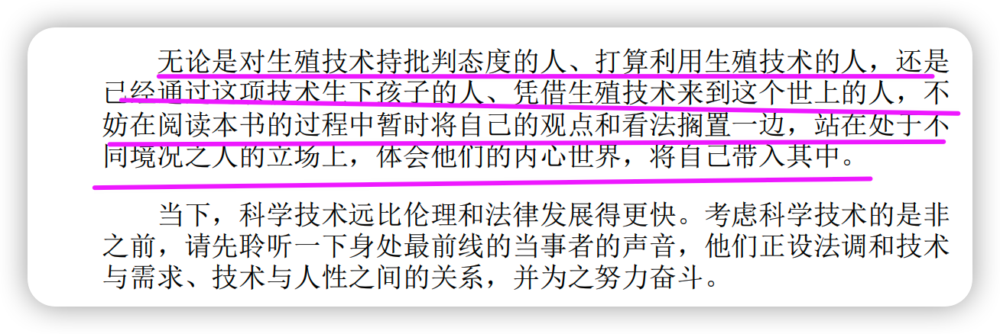 无论是对生殖技术持批判态度的人、打算利用生殖技术的人，还是
已经通过这项技术生下孩子的人、凭借生殖技术来到这个世上的人，不
妨在阅读本书的过程中暂时将自己的观点和看法搁置一边，站在处于不
同境况之人的立场上，体会他们的内心世界，将自己带入其中。
当下，科学技术远比伦理和法律发展得更快。考虑科学技术的是非
之前，请先聆听一下身处最前线的当事者的声音，他们正设法调和技术
与需求、技术与人性之间的关系，并为之努力奋斗。